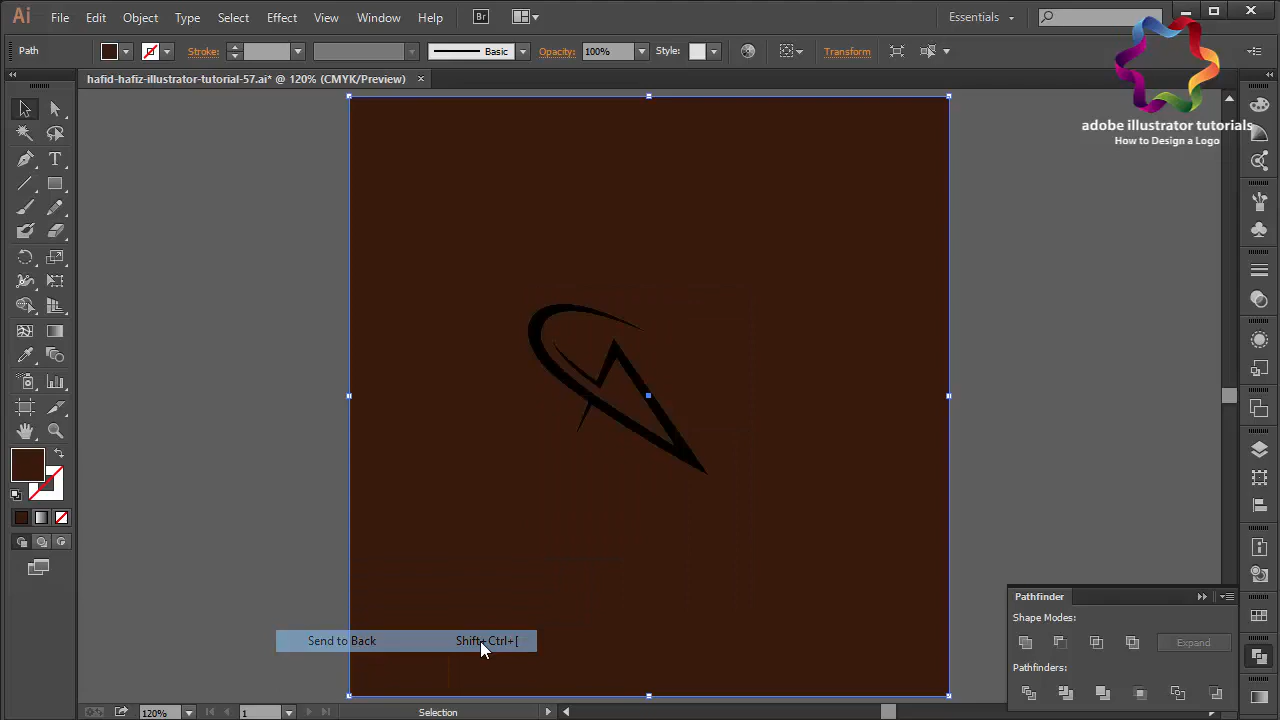 Ai File Edit Object Type Select Effect View Window Help Br Essentials
Path Stroke: Basic Opacity: 100% Style: Transform
hafid-hafiz-illustrator-tutorial-57.ai* @ 120% (CMYK/Preview) ×
adobe illustrator tutorials
How to Design a Logo
T
Pathfinder
Shape Modes:
Expand
Pathfinders:
Send to Back Shift+Ctrl+[
120% 1 Selection